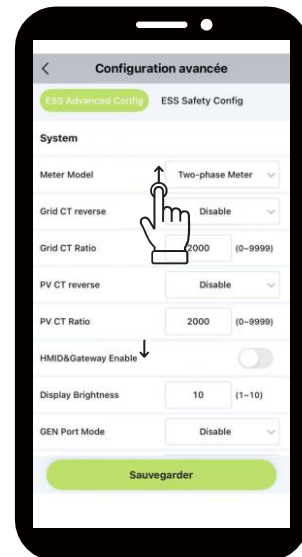 Configuration avancée
ESS Advanced Config ESS Safety Config
System
Meter Model Two-phase Meter
Grid CT reverse Disable
Grid CT Ratio 2000 (0~9999)
PV CT reverse Disable
PV CT Ratio 2000 (0~9999)
HMID&Gateway Enable
Display Brightness 10 (1~10)
GEN Port Mode Disable
Sauvegarder